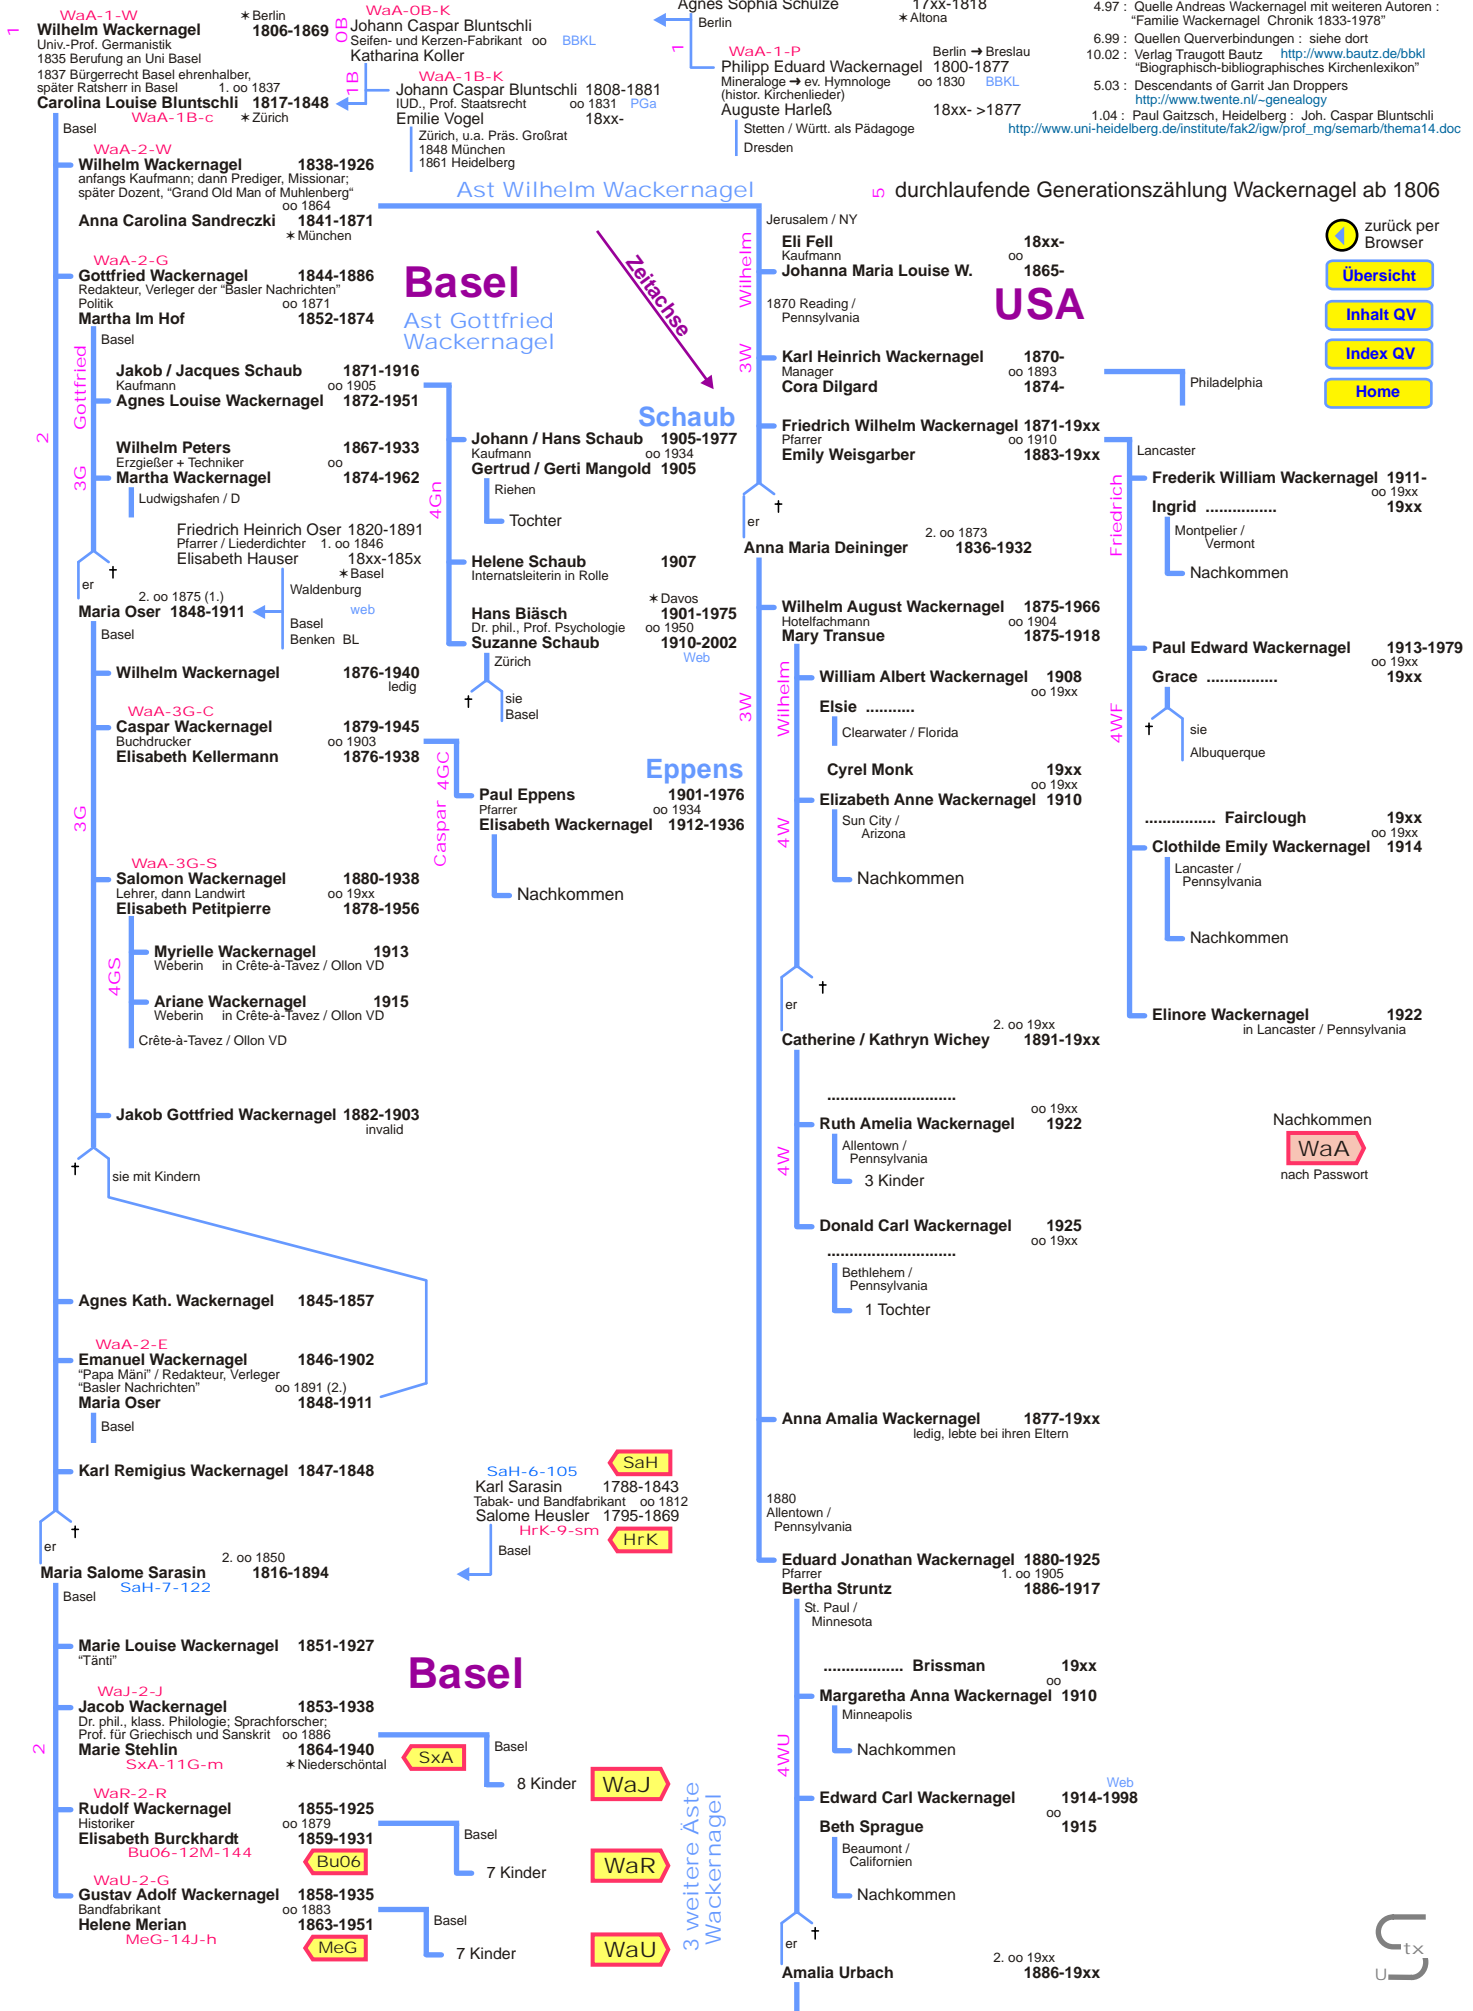 WaA-1-W
∗ Berlin
1
Wilhelm Wackernagel 1806-1869
Univ.-Prof. Germanistik
1835 Berufung an Uni Basel
1837 Bürgerrecht Basel ehrenhalber,
später Ratsherr in Basel 1. oo 1837
Carolina Louise Bluntschli 1817-1848
WaA-1B-c ∗ Zürich
Basel
WaA-0B-K
0B
Johann Caspar Bluntschli
Seifen- und Kerzen-Fabrikant oo BBKL
Katharina Koller
1B
WaA-1B-K
Johann Caspar Bluntschli 1808-1881
IUD., Prof. Staatsrecht oo 1831 PGa
Emilie Vogel 18xx-
Zürich, u.a. Präs. Großrat
1848 München
1861 Heidelberg
Agnes Sophia Schulze 17xx-1818
Berlin ∗ Altona
1
WaA-1-P
Berlin ➔ Breslau
Philipp Eduard Wackernagel 1800-1877
Mineraloge ➔ ev. Hymnologe oo 1830 BBKL
(histor. Kirchenlieder)
Auguste Harleß 18xx- >1877
Stetten / Württ. als Pädagoge
Dresden
4.97 : Quelle Andreas Wackernagel mit weiteren Autoren :
“Familie Wackernagel Chronik 1833-1978”
6.99 : Quellen Querverbindungen : siehe dort
10.02 : Verlag Traugott Bautz http://www.bautz.de/bbkl
“Biographisch-bibliographisches Kirchenlexikon”
5.03 : Descendants of Garrit Jan Droppers
http://www.twente.nl/~genealogy
1.04 : Paul Gaitzsch, Heidelberg : Joh. Caspar Bluntschli
http://www.uni-heidelberg.de/institute/fak2/igw/prof_mg/semarb/thema14.doc
5 durchlaufende Generationszählung Wackernagel ab 1806
zurück per
Browser
Übersicht
Inhalt QV
Index QV
Home
WaA-2-W
Wilhelm Wackernagel 1838-1926
anfangs Kaufmann; dann Prediger, Missionar;
später Dozent, “Grand Old Man of Muhlenberg“
oo 1864
Anna Carolina Sandreczki 1841-1871
∗ München
Ast Wilhelm Wackernagel
WaA-2-G
Gottfried Wackernagel 1844-1886
Redakteur, Verleger der “Basler Nachrichten”
Politik oo 1871
Martha Im Hof 1852-1874
Basel
Basel
Ast Gottfried
Wackernagel
Zeitachse
Gottfried
2
3G
Jakob / Jacques Schaub 1871-1916
Kaufmann oo 1905
Agnes Louise Wackernagel 1872-1951
Wilhelm Peters 1867-1933
Erzgießer + Techniker oo
Martha Wackernagel 1874-1962
Ludwigshafen / D
Friedrich Heinrich Oser 1820-1891
Pfarrer / Liederdichter 1. oo 1846
Elisabeth Hauser 18xx-185x
∗ Basel
Waldenburg
web
Basel
Benken BL
†
er
2. oo 1875 (1.)
Maria Oser 1848-1911
Basel
Schaub
4Gn
Johann / Hans Schaub 1905-1977
Kaufmann oo 1934
Gertrud / Gerti Mangold 1905
Riehen
Tochter
Helene Schaub 1907
Internatsleiterin in Rolle
∗ Davos
Hans Biäsch 1901-1975
Dr. phil., Prof. Psychologie oo 1950
Suzanne Schaub 1910-2002
Zürich Web
†
sie
Basel
Wilhelm Wackernagel 1876-1940
ledig
WaA-3G-C
Caspar Wackernagel 1879-1945
Buchdrucker oo 1903
Elisabeth Kellermann 1876-1938
3G
Caspar 4GC
Eppens
Paul Eppens 1901-1976
Pfarrer oo 1934
Elisabeth Wackernagel 1912-1936
Nachkommen
WaA-3G-S
Salomon Wackernagel 1880-1938
Lehrer, dann Landwirt oo 19xx
Elisabeth Petitpierre 1878-1956
4GS
Myrielle Wackernagel 1913
Weberin in Crête-à-Tavez / Ollon VD
Ariane Wackernagel 1915
Weberin in Crête-à-Tavez / Ollon VD
Crête-à-Tavez / Ollon VD
Jakob Gottfried Wackernagel 1882-1903
invalid
†
sie mit Kindern
Agnes Kath. Wackernagel 1845-1857
WaA-2-E
Emanuel Wackernagel 1846-1902
“Papa Mäni” / Redakteur, Verleger
“Basler Nachrichten” oo 1891 (2.)
Maria Oser 1848-1911
Basel
Karl Remigius Wackernagel 1847-1848
†
er
2. oo 1850
Maria Salome Sarasin 1816-1894
SaH-7-122
Basel
SaH-6-105
SaH
Karl Sarasin 1788-1843
Tabak- und Bandfabrikant oo 1812
Salome Heusler 1795-1869
HrK-9-sm
HrK
Basel
Marie Louise Wackernagel 1851-1927
“Tänti”
Basel
2
WaJ-2-J
Jacob Wackernagel 1853-1938
Dr. phil., klass. Philologie; Sprachforscher;
Prof. für Griechisch und Sanskrit oo 1886
Marie Stehlin 1864-1940
SxA-11G-m ∗ Niederschöntal
SxA
Basel
8 Kinder
WaJ
WaR-2-R
Rudolf Wackernagel 1855-1925
Historiker oo 1879
Elisabeth Burckhardt 1859-1931
Bu06-12M-144
Bu06
Basel
7 Kinder
WaR
WaU-2-G
Gustav Adolf Wackernagel 1858-1935
Bandfabrikant oo 1883
Helene Merian 1863-1951
MeG-14J-h
MeG
Basel
7 Kinder
WaU
3 weitere Äste
Wackernagel
Jerusalem / NY
Wilhelm
Eli Fell 18xx-
Kaufmann oo
Johanna Maria Louise W. 1865-
1870 Reading /
Pennsylvania
USA
3W
Karl Heinrich Wackernagel 1870-
Manager oo 1893
Cora Dilgard 1874-
Philadelphia
Friedrich Wilhelm Wackernagel 1871-19xx
Pfarrer oo 1910
Emily Weisgarber 1883-19xx
†
er
2. oo 1873
Anna Maria Deininger 1836-1932
Lancaster
Friedrich
Frederik William Wackernagel 1911-
oo 19xx
Ingrid ................ 19xx
Montpelier /
Vermont
Nachkommen
Paul Edward Wackernagel 1913-1979
oo 19xx
Grace ................ 19xx
†
sie
Albuquerque
4WF
................ Fairclough 19xx
oo 19xx
Clothilde Emily Wackernagel 1914
Lancaster /
Pennsylvania
Nachkommen
Elinore Wackernagel 1922
in Lancaster / Pennsylvania
3W
Wilhelm August Wackernagel 1875-1966
Hotelfachmann oo 1904
Mary Transue 1875-1918
Wilhelm
William Albert Wackernagel 1908
oo 19xx
Elsie ...........
Clearwater / Florida
Cyrel Monk 19xx
oo 19xx
Elizabeth Anne Wackernagel 1910
Sun City /
Arizona
4W
Nachkommen
†
er
2. oo 19xx
Catherine / Kathryn Wichey 1891-19xx
.............................
oo 19xx
Ruth Amelia Wackernagel 1922
Allentown /
Pennsylvania
4W
3 Kinder
Donald Carl Wackernagel 1925
oo 19xx
.............................
Bethlehem /
Pennsylvania
1 Tochter
Nachkommen
WaA
nach Passwort
Anna Amalia Wackernagel 1877-19xx
ledig, lebte bei ihren Eltern
1880
Allentown /
Pennsylvania
Eduard Jonathan Wackernagel 1880-1925
Pfarrer 1. oo 1905
Bertha Struntz 1886-1917
St. Paul /
Minnesota
.................. Brissman 19xx
oo
Margaretha Anna Wackernagel 1910
Minneapolis
4WU
Nachkommen
Web
Edward Carl Wackernagel 1914-1998
oo
Beth Sprague 1915
Beaumont /
Californien
Nachkommen
†
er
2. oo 19xx
Amalia Urbach 1886-19xx
tx
U